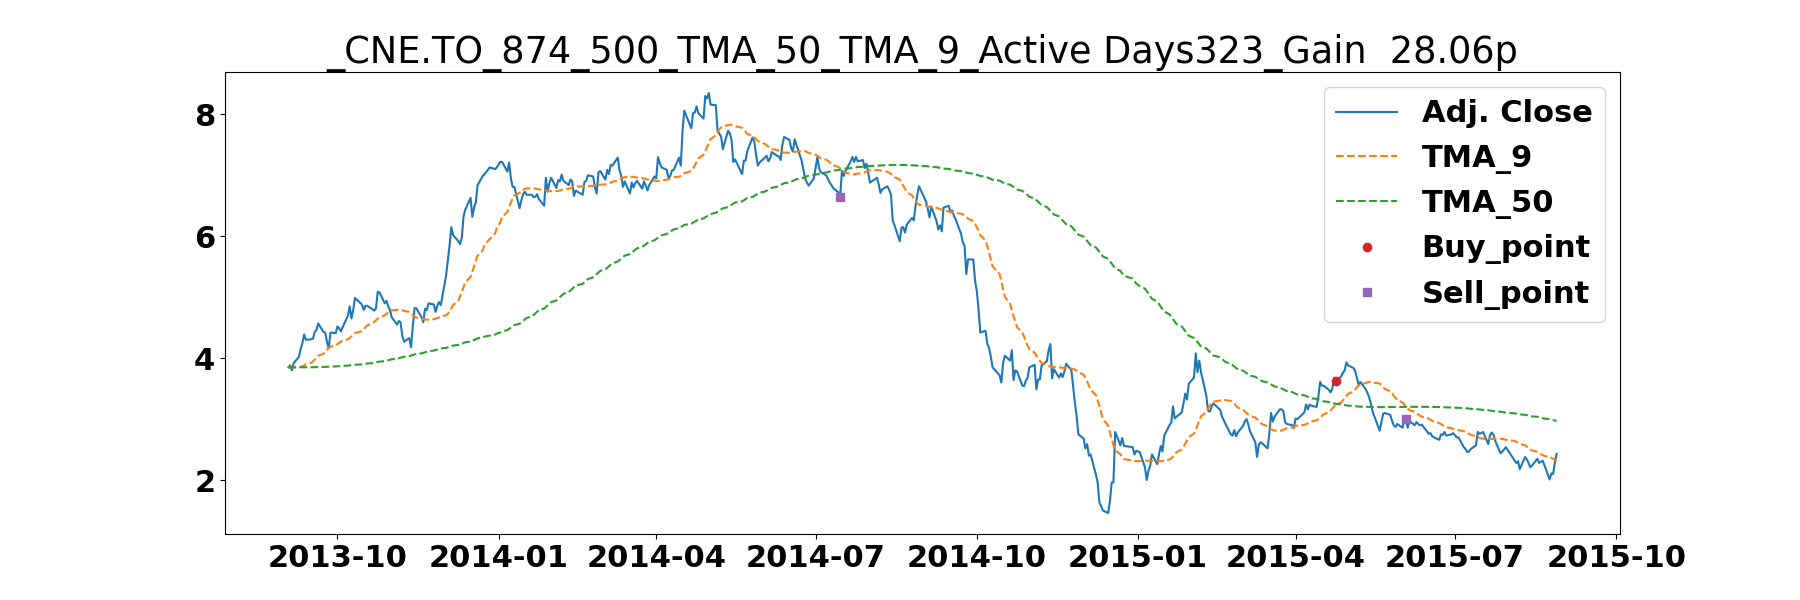 _CNE.TO_874_500_TMA_50_TMA_9_Active Days323_Gain  28.06p
8
6
4
2
Adj. Close
TMA_9
TMA_50
Buy_point
Sell_point
2013-10 2014-01 2014-04 2014-07 2014-10 2015-01 2015-04 2015-07 2015-10